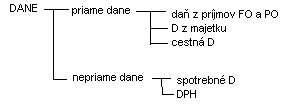 DANE
priame dane
daň z príjmov FO a PO
D z majetku
cestná D
nepriame dane
spotrebné D
DPH